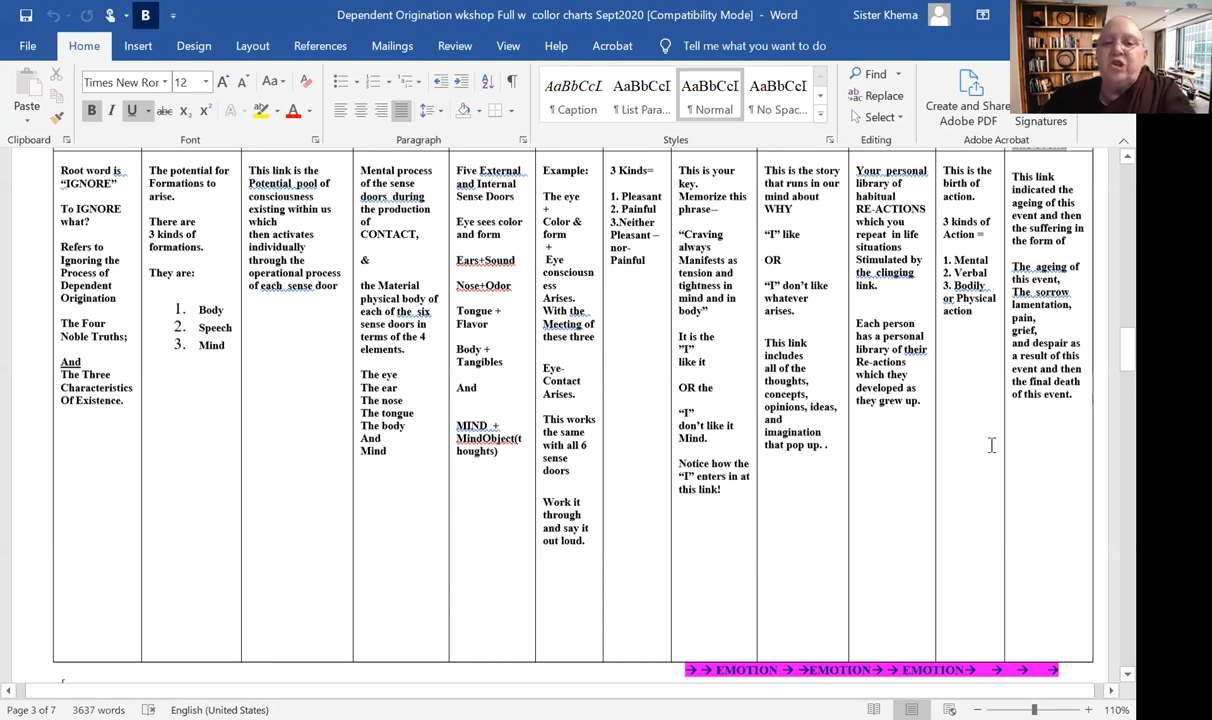 Dependent Origination wkshop Full w collor charts Sept2020 [Compatibility Mode] - Word
Sister Khema
File
Home
Insert
Design
Layout
References
Mailings
Review
View
Help
Acrobat
Tell me what you want to do
Paste
Clipboard
Times New Ror
12
Font
Paragraph
AaBbCcL
¶ Caption
AaBbCcI
¶ List Para...
AaBbCcI
¶ Normal
AaBbCcI
¶ No Spac...
Styles
Find
Replace
Select
Editing
Create and Share
Adobe PDF
Signatures
Adobe Acrobat
Root word is
“IGNORE”
To IGNORE
what?
Refers to
Ignoring the
Process of
Dependent
Origination
The Four
Noble Truths;
And
The Three
Characteristics
Of Existence.
The potential for
Formations to
arise.
There are
3 kinds of
formations.
They are:
1. Body
2. Speech
3. Mind
This link is the
Potential pool of
consciousness
existing within us
which
then activates
individually
through the
operational process
of each sense door
Mental process
of the sense
doors during
the production
of
CONTACT,
&
the Material
physical body of
each of the six
sense doors in
terms of the 4
elements.
The eye
The ear
The nose
The tongue
The body
And
Mind
Five External
and Internal
Sense Doors
Eye sees color
and form
Ears+Sound
Nose+Odor
Tongue +
Flavor
Body +
Tangibles
And
MIND +
MindObject(t
houghts)
Example:
The eye
+
Color &
form
+
Eye
consciousn
ess
Arises.
With the
Meeting of
these three
Eye-
Contact
Arises.
This works
the same
with all 6
sense
doors
Work it
through
and say it
out loud.
3 Kinds=
1. Pleasant
2. Painful
3.Neither
Pleasant –
nor-
Painful
This is your
key.
Memorize this
phrase--
“Craving
always
Manifests as
tension and
tightness in
mind and in
body”
It is the
”I”
like it
OR the
“I”
don’t like it
Mind.
Notice how the
“I” enters in at
this link!
This is the story
that runs in our
mind about
WHY
“I” like
OR
“I” don’t like
whatever
arises.
This link
includes
all of the
thoughts,
concepts,
opinions, ideas,
and
imagination
that pop up. .
Your personal
library of
habitual
RE-ACTIONS
which you
repeat in life
situations
Stimulated by
the clinging
link.
Each person
has a personal
library of their
Re-actions
which they
developed as
they grew up.
This is the
birth of
action.
3 kinds of
Action =
1. Mental
2. Verbal
3. Bodily
or Physical
action
This link
indicated the
ageing of this
event and then
the suffering in
the form of
The ageing of
this event,
The sorrow
lamentation,
pain,
grief,
and despair as
a result of this
event and then
the final death
of this event.
→ → EMOTION → →EMOTION→ → EMOTION→ → → →
Page 3 of 7
3637 words
English (United States)
110%